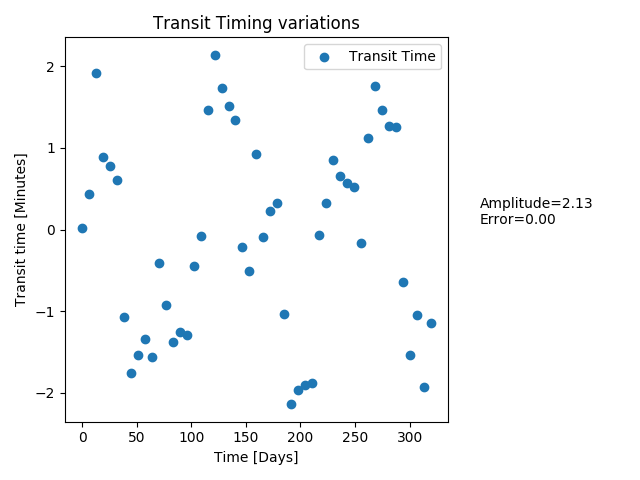 Transit Timing variations
Transit Time
2
1
0
−1
−2
Transit time [Minutes]
0
50
100
150
200
250
300
Time [Days]
Amplitude=2.13
Error=0.00